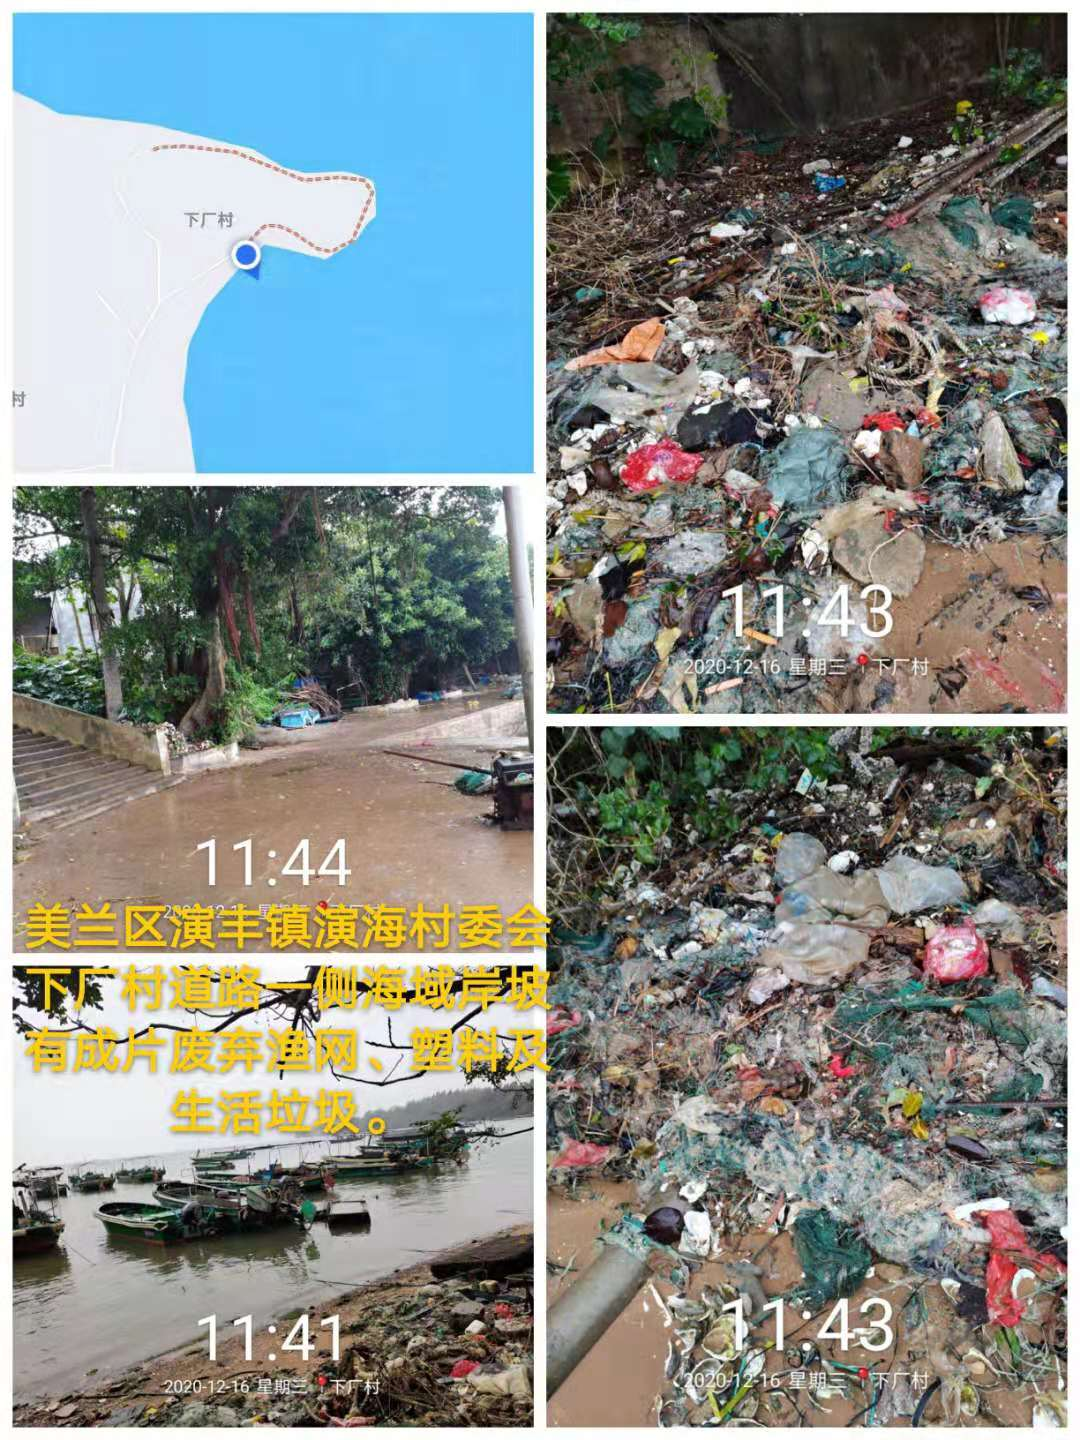 下厂村
村
11:43
2020-12-16 星期三 下厂村
11:44
美兰区演丰镇演海村委会
下厂村道路一侧海域岸坡
有成片废弃渔网、塑料及
生活垃圾。
11:41
2020-12-16 星期三 下厂村
11:43
2020-12-16 星期三 下厂村